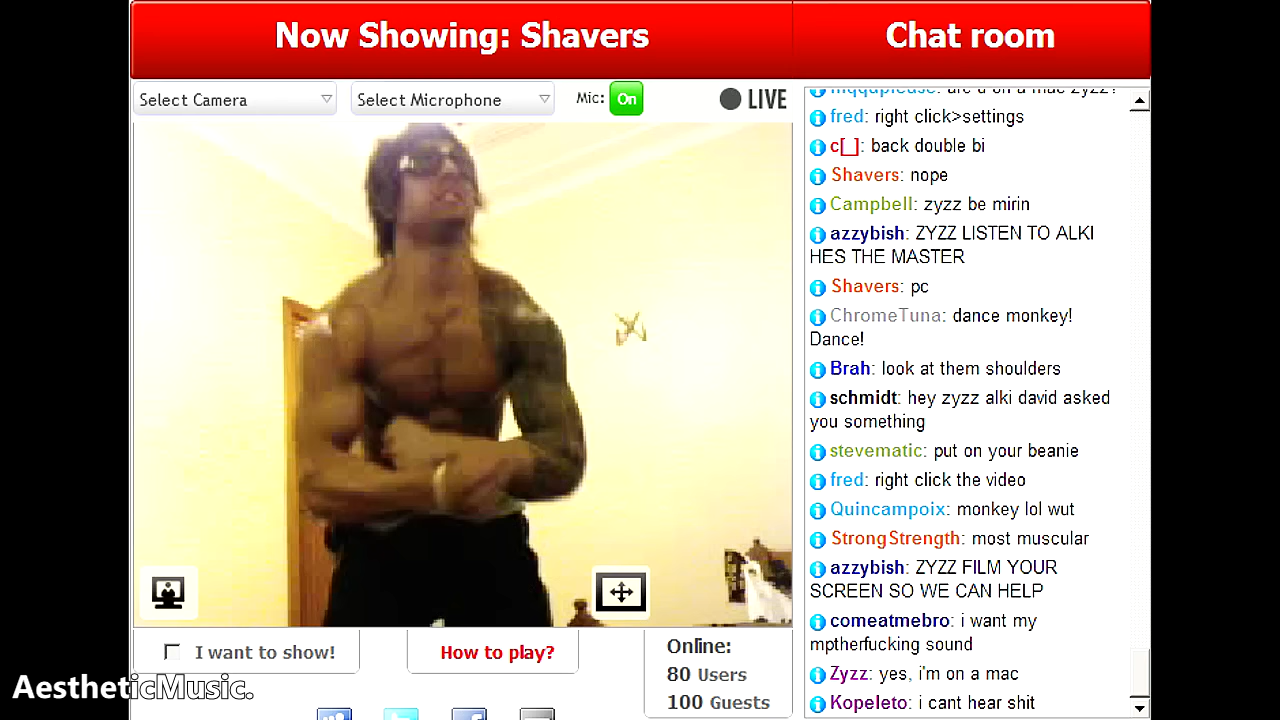 Now Showing: Shavers
Chat room
Select Camera
Select Microphone
Mic:
On
LIVE
are u on a mac zyzz?
fred: right click>settings
c[_]: back double bi
Shavers: nope
Campbell: zyzz be mirin
azzybish: ZYZZ LISTEN TO ALKI
HES THE MASTER
Shavers: pc
ChromeTuna: dance monkey!
Dance!
Brah: look at them shoulders
schmidt: hey zyzz alki david asked
you something
stevematic: put on your beanie
fred: right click the video
Quincampoix: monkey lol wut
StrongStrength: most muscular
azzybish: ZYZZ FILM YOUR
SCREEN SO WE CAN HELP
comeatmebro: i want my
mptherfucking sound
Zyzz: yes, i'm on a mac
Kopeleto: i cant hear shit
I want to show!
How to play?
Online:
80 Users
100 Guests
AestheticMusic.